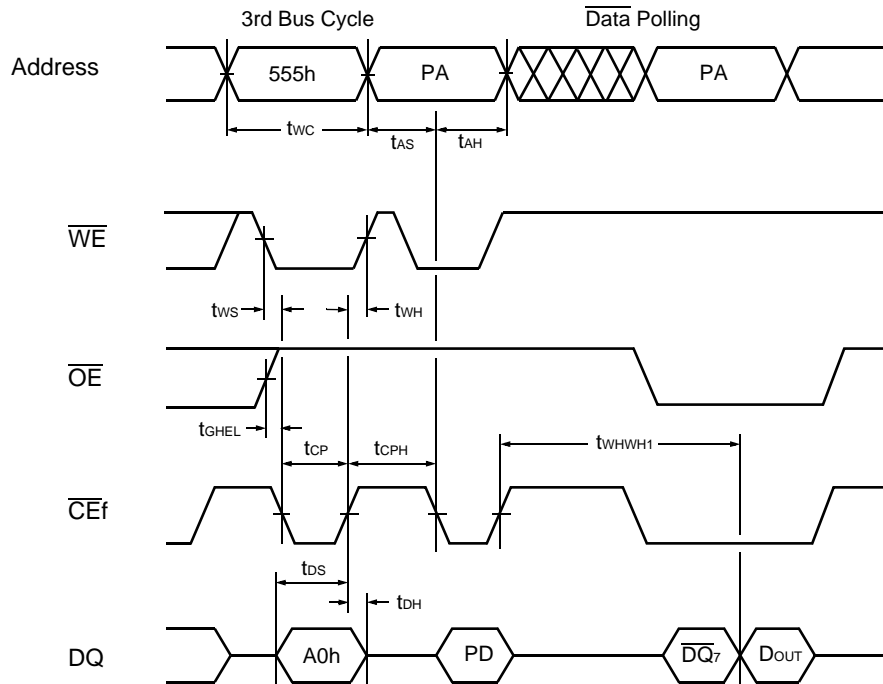 3rd Bus Cycle
Data Polling
Address
555h
PA
PA
tWC
tAS
tAH
WE
tWS
tWH
OE
tGHEL
tCP
tCPH
tWHWH1
CEf
tDS
tDH
DQ
A0h
PD
DQ7
DOUT